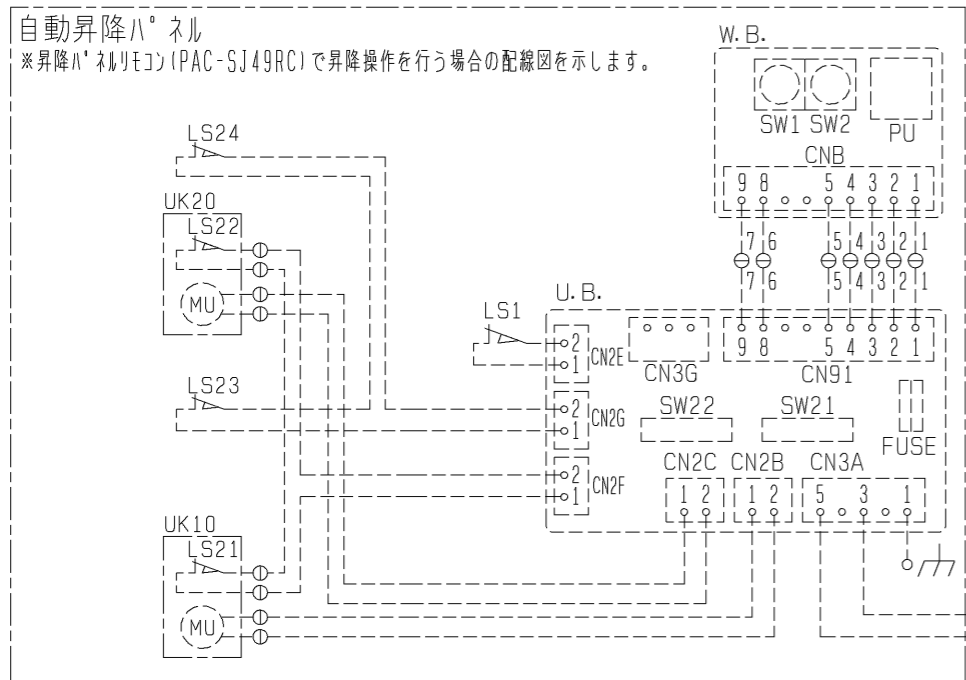 自動昇降パネル
※昇降パネルリモコン(PAC-SJ49RC)で昇降操作を行う場合の配線図を示します。
W.B.
SW1 SW2 PU
CNB
9 8 5 4 3 2 1
7 6 5 4 3 2 1
7 6 5 4 3 2 1
LS24
UK20
LS22
MU
LS23
UK10
LS21
MU
U.B.
LS1
2
1
CN2E
2
1
CN2G
2
1
CN2F
CN3G
9 8 5 4 3 2 1
CN91
SW22 SW21
FUSE
CN2C CN2B CN3A
1 2 1 2 5 3 1